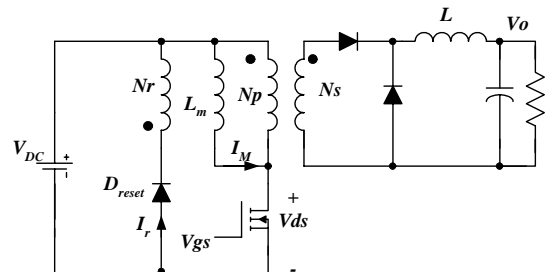 L
Vo
Nr
Lm
Np
Ns
VDC
+
-
IM
Dreset
+
Ir
Vgs
Vds
-